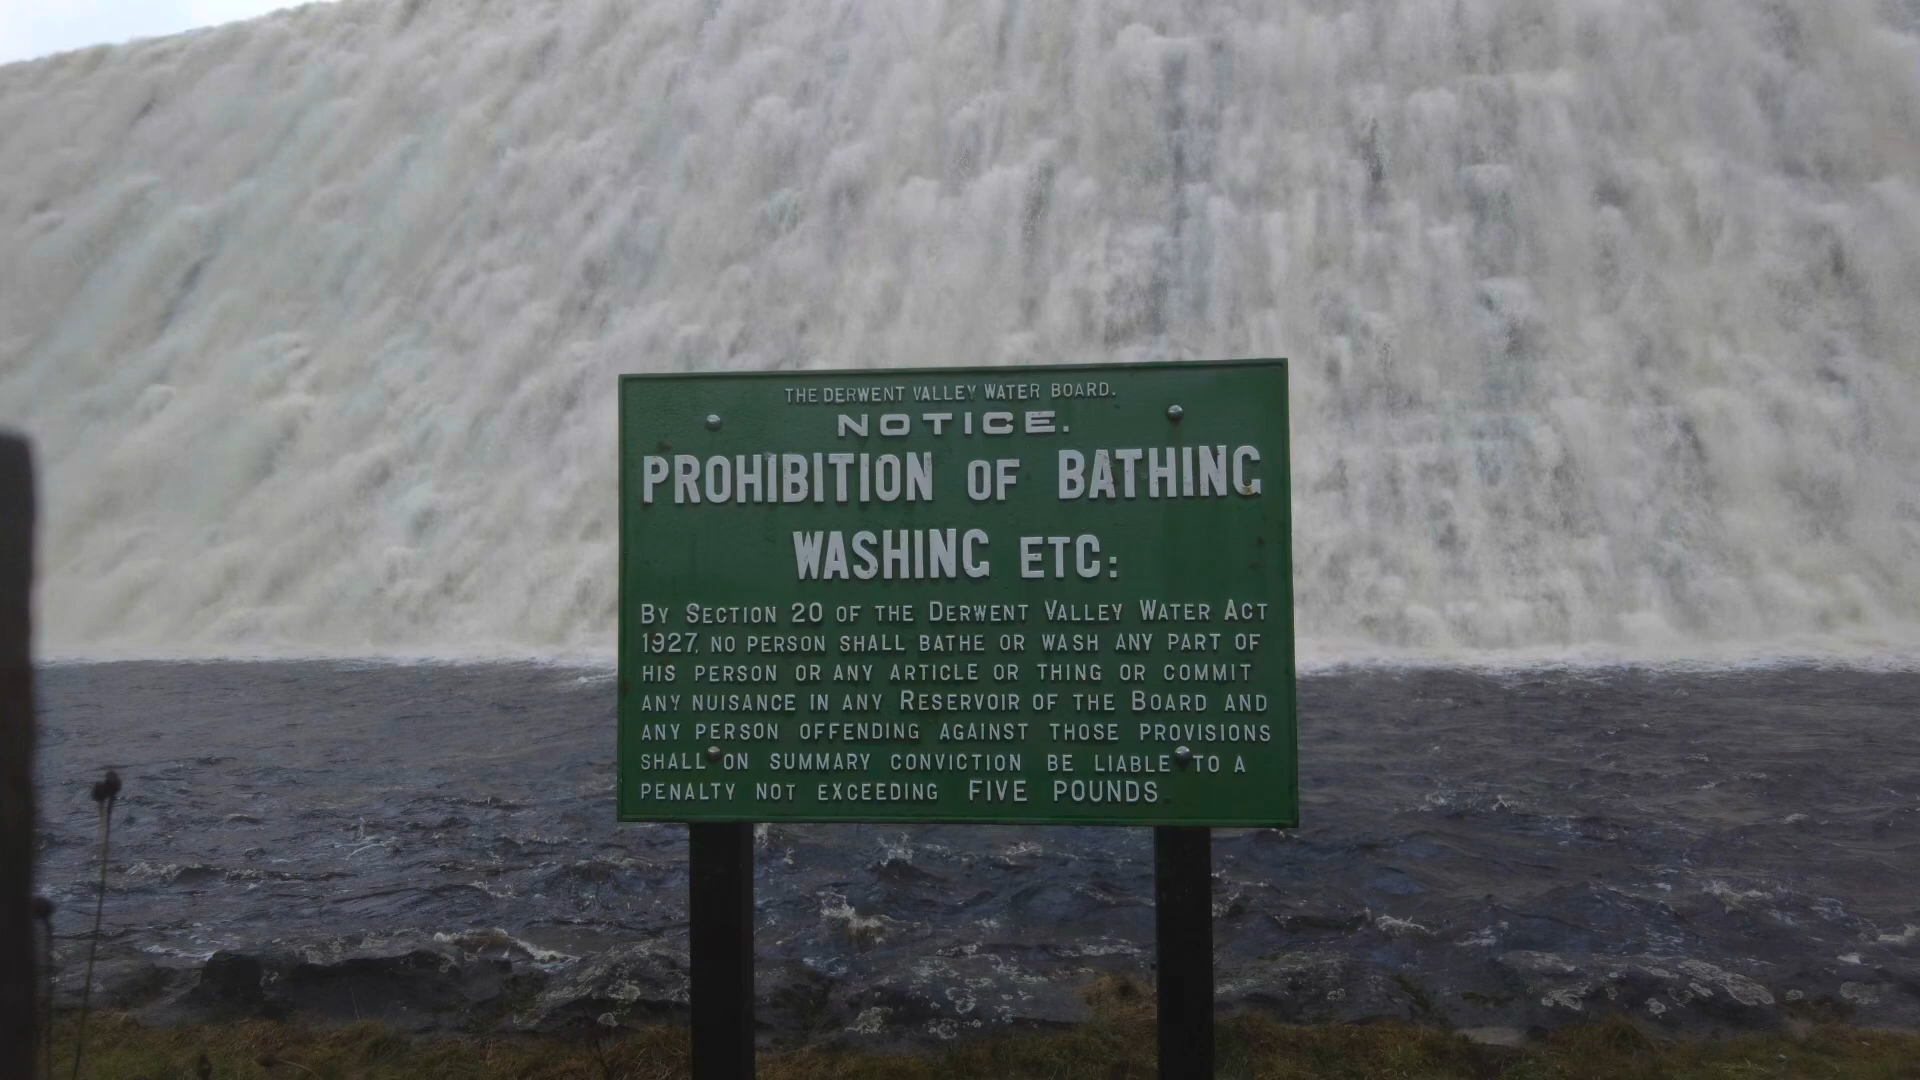 THE DERWENT VALLEY WATER BOARD.
NOTICE.
PROHIBITION OF BATHING
WASHING ETC:
BY SECTION 20 OF THE DERWENT VALLEY WATER ACT
1927, NO PERSON SHALL BATHE OR WASH ANY PART OF
HIS PERSON OR ANY ARTICLE OR THING OR COMMIT
ANY NUISANCE IN ANY RESERVOIR OF THE BOARD AND
ANY PERSON OFFENDING AGAINST THOSE PROVISIONS
SHALL ON SUMMARY CONVICTION BE LIABLE TO A
PENALTY NOT EXCEEDING FIVE POUNDS